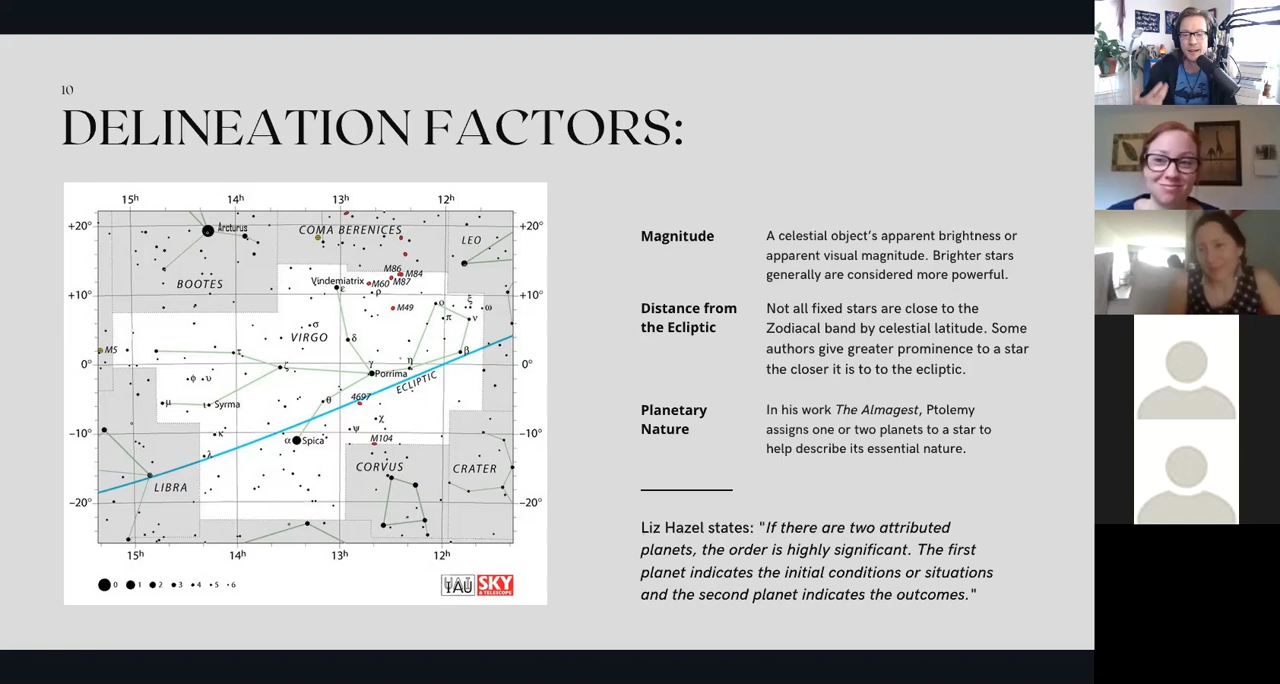 10
DELINEATION FACTORS:
15h 14h 13h 12h
+20° Arcturus COMA BERENICES LEO +20°
BOOTES
M86 M84
Vindemiatrix ε M60 M87
ρ
+10° M49 ο ξ ω +10°
π ν
σ
VIRGO δ
M5 τ γ η β
0° ζ Porrima 0°
ECLIPTIC
φ υ
μ ι Syrma θ 4697
χ
-10° κ α Spica ψ M104 -10°
λ
CORVUS CRATER
LIBRA
-20° -20°
15h 14h 13h 12h
0 1 2 3 4 5 6
IAU SKY
& TELESCOPE
Magnitude
A celestial object's apparent brightness or
apparent visual magnitude. Brighter stars
generally are considered more powerful.
Distance from
the Ecliptic
Not all fixed stars are close to the
Zodiacal band by celestial latitude. Some
authors give greater prominence to a star
the closer it is to to the ecliptic.
Planetary
Nature
In his work The Almagest, Ptolemy
assigns one or two planets to a star to
help describe its essential nature.
Liz Hazel states: "If there are two attributed
planets, the order is highly significant. The first
planet indicates the initial conditions or situations
and the second planet indicates the outcomes."